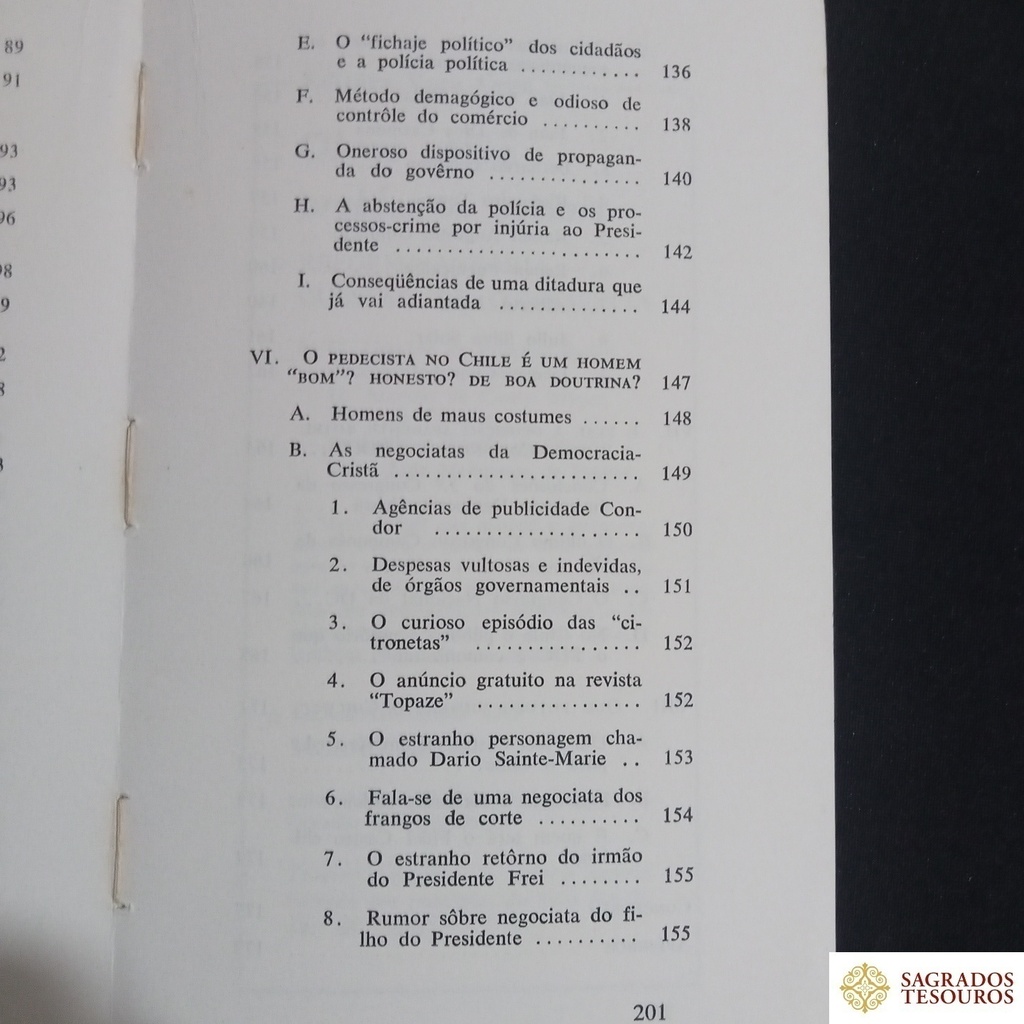 89
91
93
93
96
98
9
2
8
3
E. O “fichaje político” dos cidadãos
e a polícia política ............ 136
F. Método demagógico e odioso de
contrôle do comércio .......... 138
G. Oneroso dispositivo de propagan-
da do govêrno ............... 140
H. A abstenção da polícia e os pro-
cessos-crime por injúria ao Presi-
dente ........................ 142
I. Conseqüências de uma ditadura que
já vai adiantada .............. 144
VI. O PEDECISTA NO CHILE É UM HOMEM
“BOM”? HONESTO? DE BOA DOUTRINA? 147
A. Homens de maus costumes ...... 148
B. As negociatas da Democracia-
Cristã ........................ 149
1. Agências de publicidade Con-
dor .................... 150
2. Despesas vultosas e indevidas,
de órgãos governamentais .. 151
3. O curioso episódio das “ci-
tronetas” ................ 152
4. O anúncio gratuito na revista
“Topaze” ................ 152
5. O estranho personagem cha-
mado Dario Sainte-Marie .. 153
6. Fala-se de uma negociata dos
frangos de corte .......... 154
7. O estranho retôrno do irmão
do Presidente Frei ........ 155
8. Rumor sôbre negociata do fi-
lho do Presidente .......... 155
201
SAGRADOS
TESOUROS